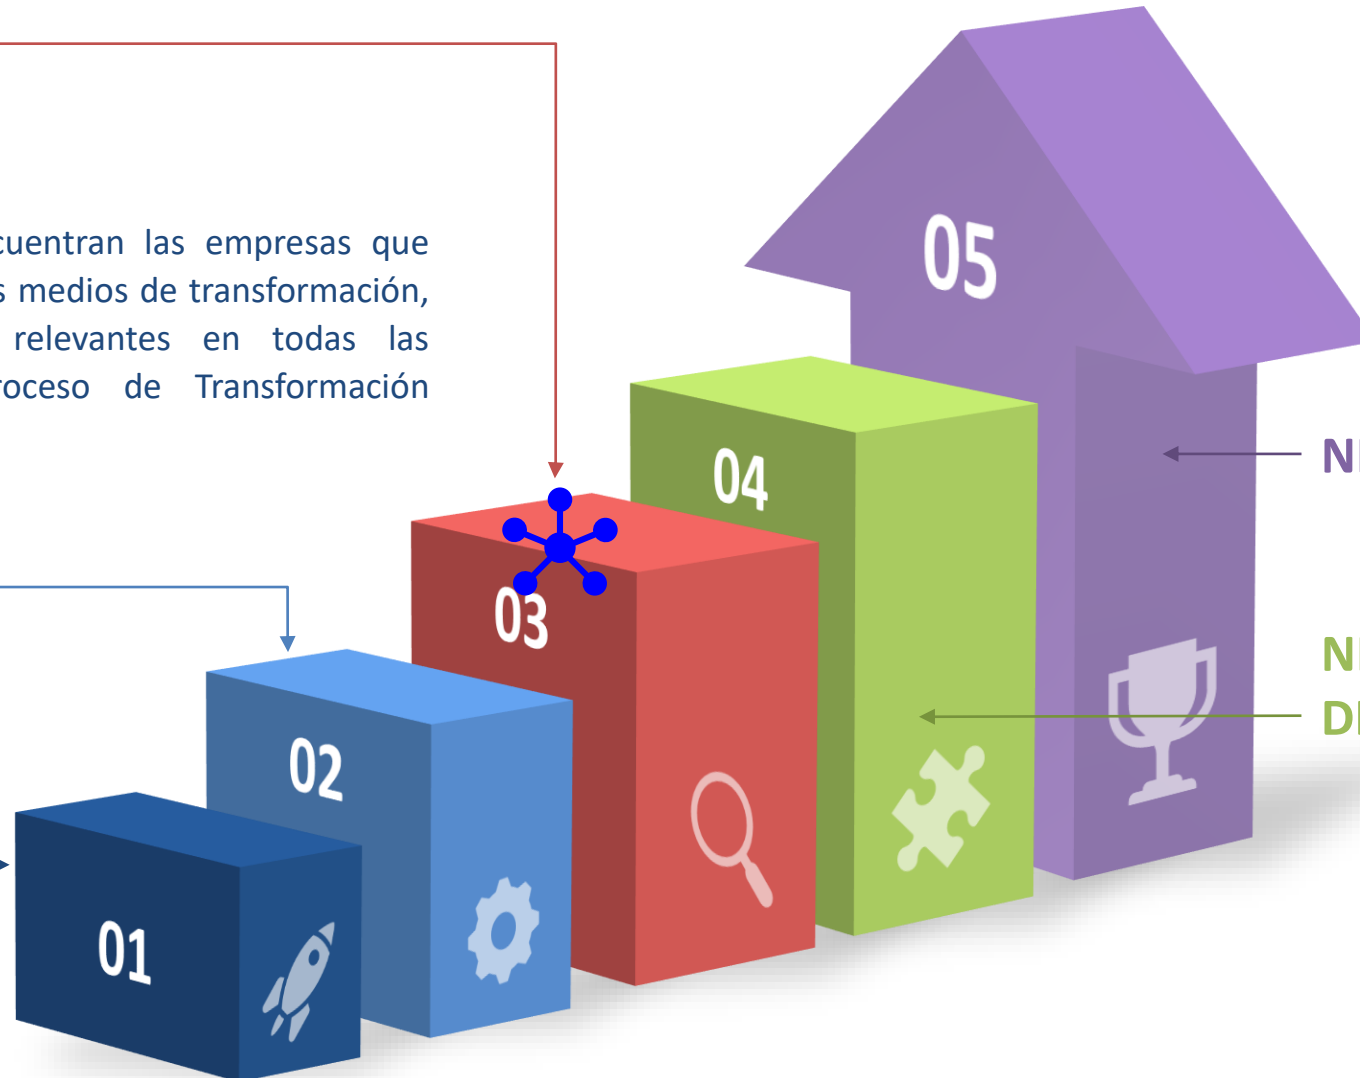 cuentran las empresas que
s medios de transformación,
relevantes en todas las
roceso de Transformación
05
04
03
02
01